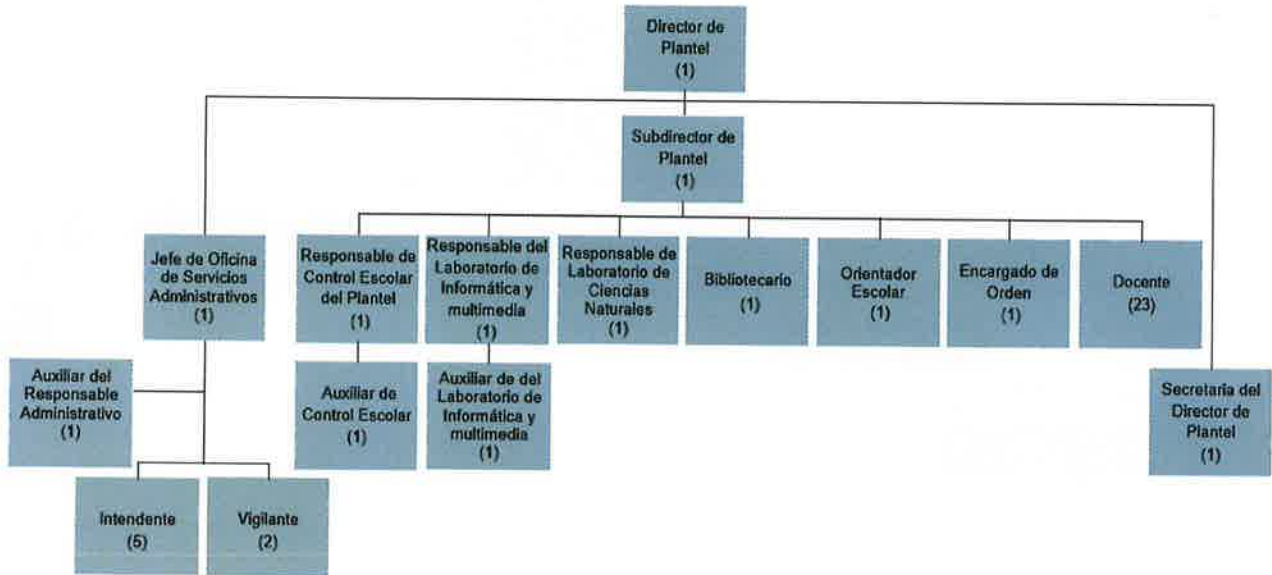 Director de
Plantel
(1)
Subdirector de
Plantel
(1)
Jefe de Oficina
de Servicios
Administrativos
(1)
Responsable de
Control Escolar
del Plantel
(1)
Responsable del
Laboratorio de
Informática y
multimedia
(1)
Responsable de
Laboratorio de
Ciencias
Naturales
(1)
Bibliotecario
(1)
Orientador
Escolar
(1)
Encargado de
Orden
(1)
Docente
(23)
Auxiliar del
Responsable
Administrativo
(1)
Auxiliar de
Control Escolar
(1)
Auxiliar de del
Laboratorio de
Informática y
multimedia
(1)
Secretaria del
Director de
Plantel
(1)
Intendente
(5)
Vigilante
(2)